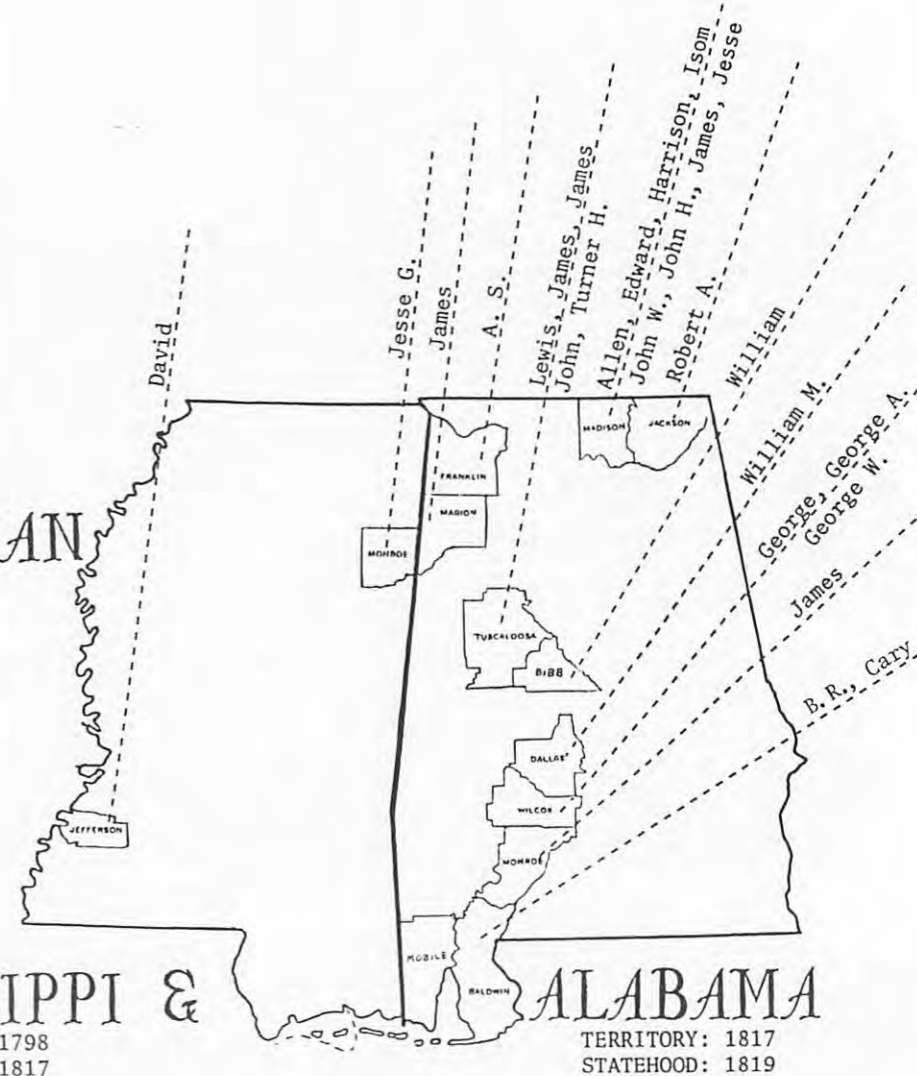 David
Jesse G.
James
A. S.
Lewis, James, James
John, Turner H.
Allen, Edward, Harrison, Isom
John W., John H., James, Jesse
Robert A.
William
William M.
George, George A.
George W.
James
B.R., Cary
MADISON
JACKSON
FRANKLIN
MARION
AN
MONROE
TUSCALOOSA
BIBB
DALLAS
WILCOX
JEFFERSON
MONROE
MOBILE
BALDWIN
IPPI & ALABAMA
1798
1817
TERRITORY: 1817
STATEHOOD: 1819